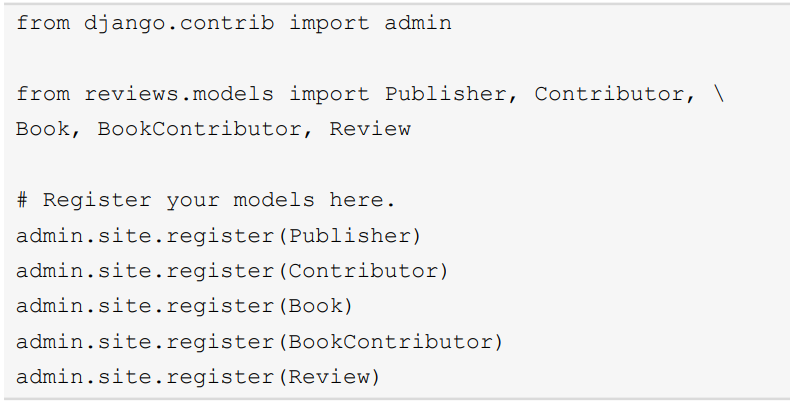 from django.contrib import admin
from reviews.models import Publisher, Contributor, \
Book, BookContributor, Review
# Register your models here.
admin.site.register(Publisher)
admin.site.register(Contributor)
admin.site.register(Book)
admin.site.register(BookContributor)
admin.site.register(Review)